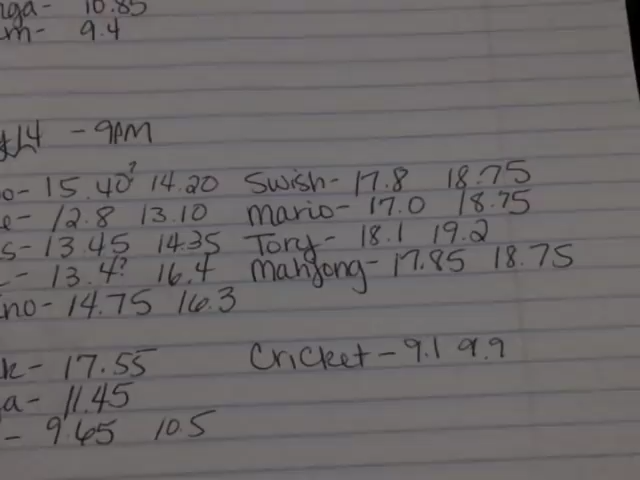 nga- 10.85
m- 9.4
14 - 9AM
o- 15.40? 14.20 Swish- 17.8 18.75
e- 12.8 13.10 Mario- 17.0 18.75
s- 13.45 14.35 Tory- 18.1 19.2
- 13.4? 16.4 Mahjong- 17.85 18.75
no- 14.75 16.3
k- 17.55 Cricket- 9.1 9.9
a- 11.45
- 9.65 10.5